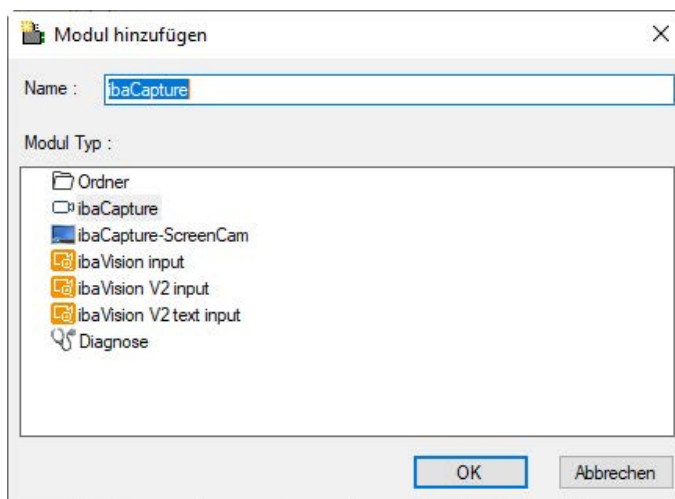 Modul hinzufügen
Name : ibaCapture
Modul Typ :
Ordner
ibaCapture
ibaCapture-ScreenCam
ibaVision input
ibaVision V2 input
ibaVision V2 text input
Diagnose
OK Abbrechen